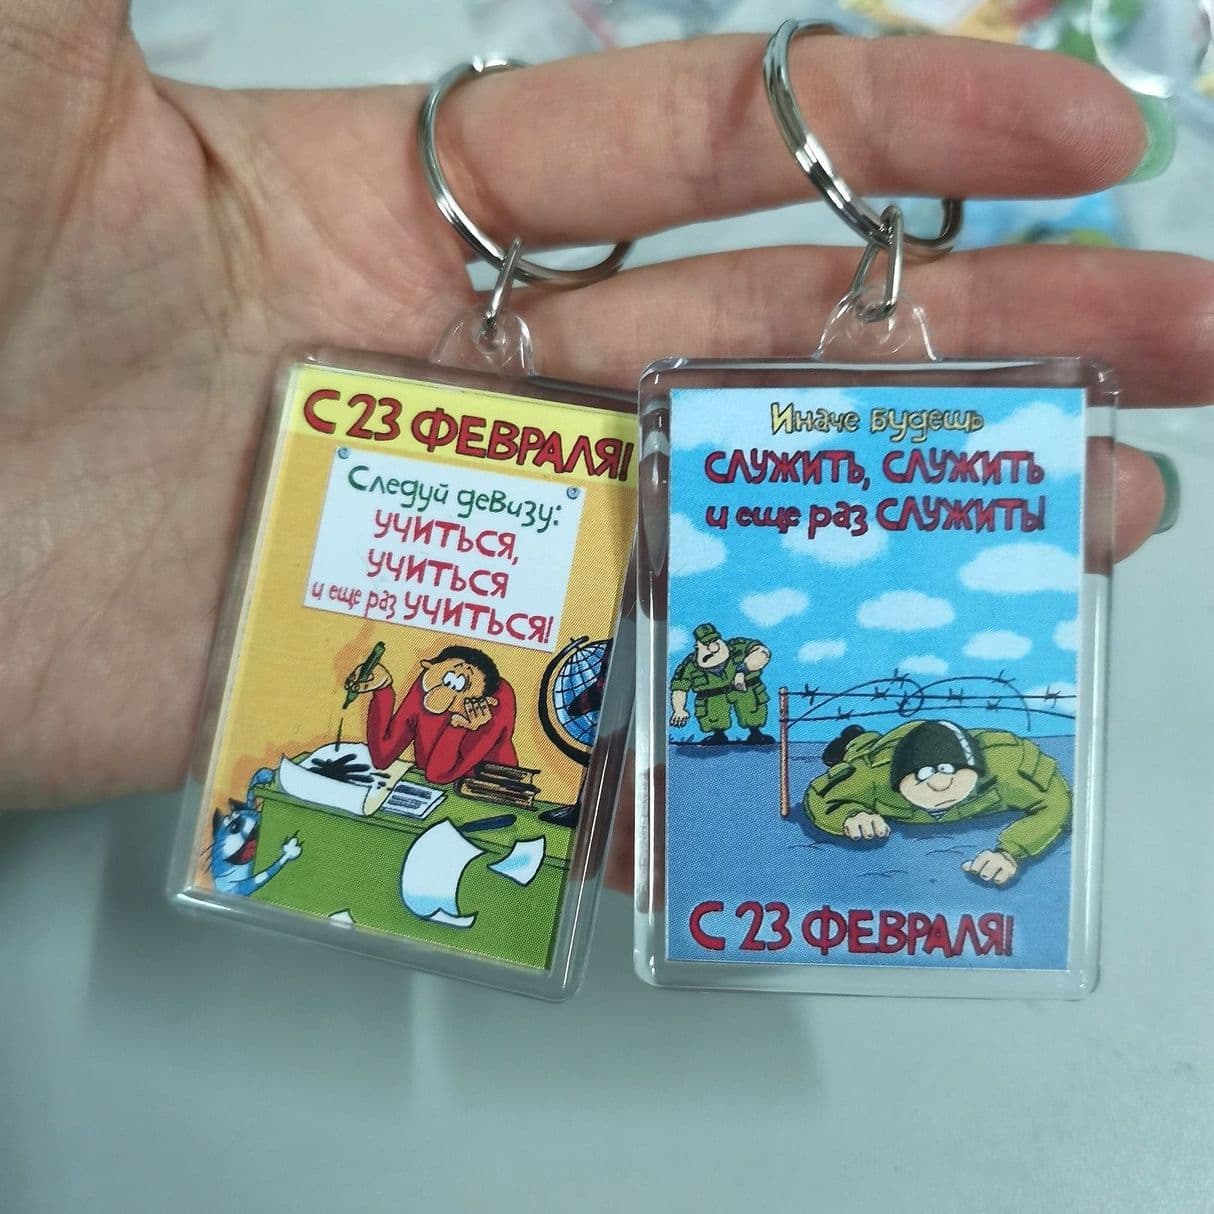 С 23 ФЕВРАЛЯ!
Следуй девизу:
УЧИТЬСЯ,
УЧИТЬСЯ
и еще раз УЧИТЬСЯ!
Иначе будешь
СЛУЖИТЬ, СЛУЖИТЬ
и еще раз СЛУЖИТЬ!
С 23 ФЕВРАЛЯ!